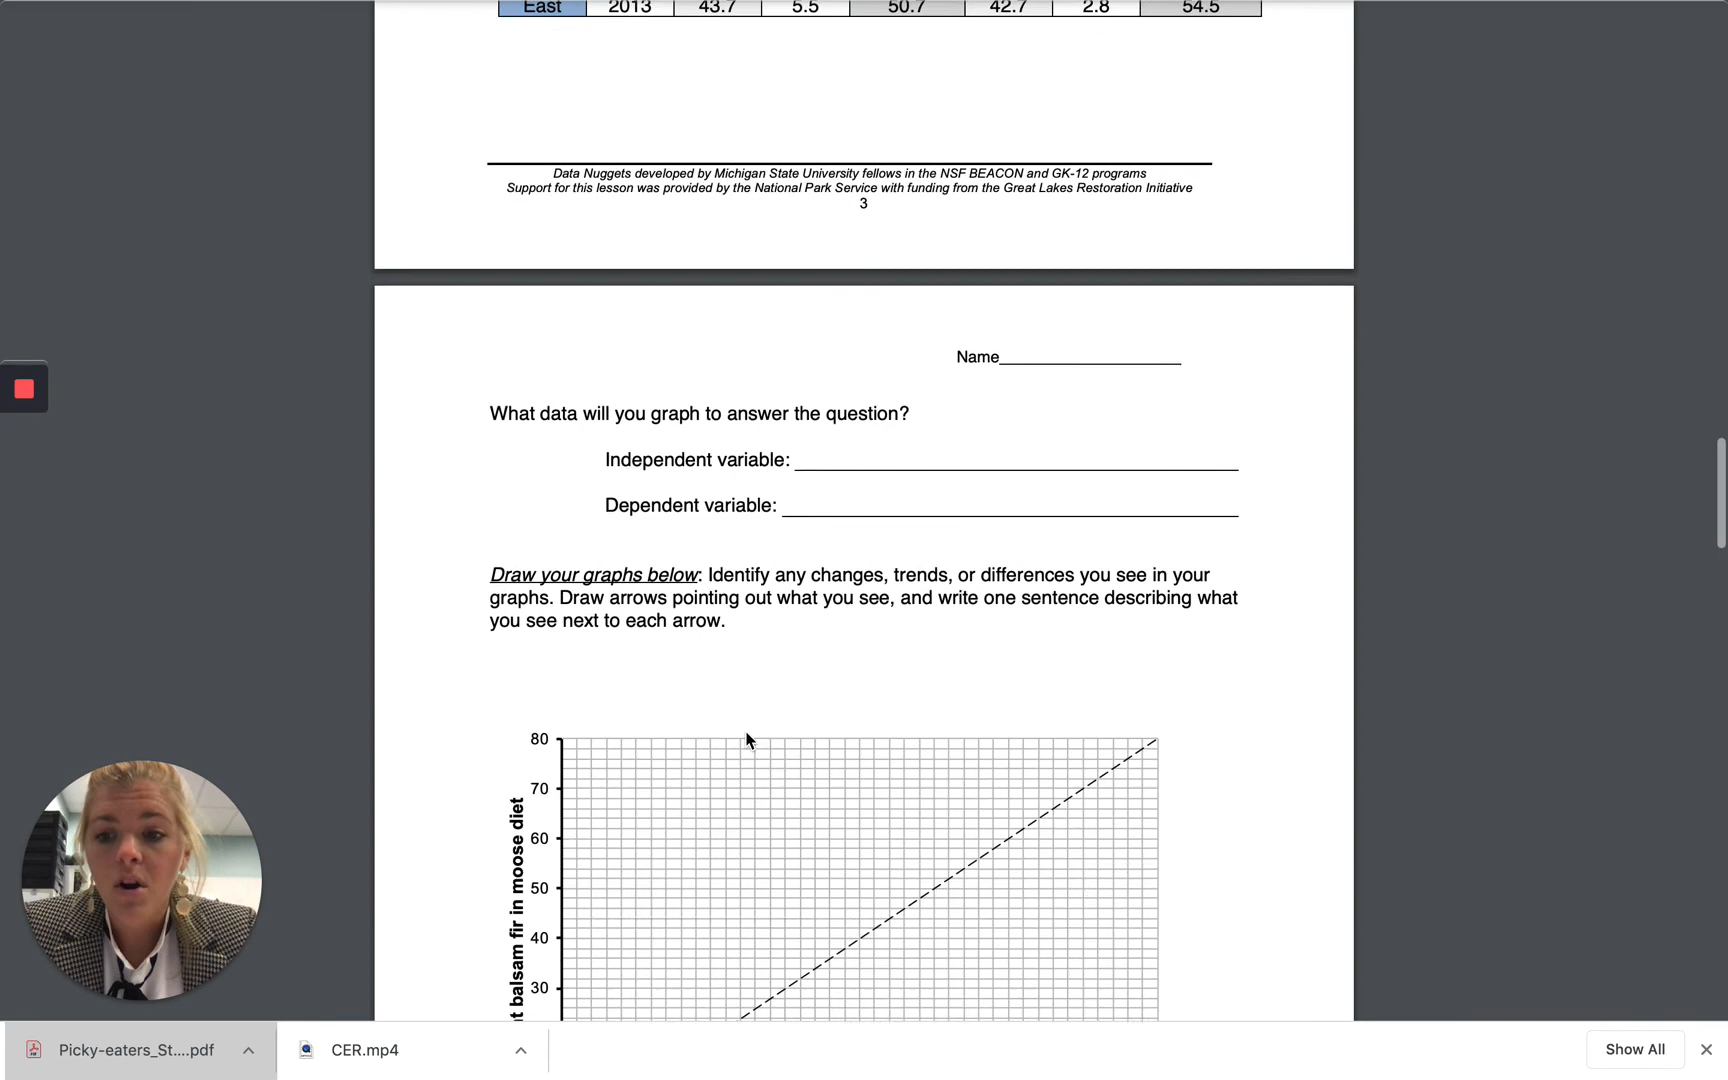 East 2013 43.7 5.5 50.7 42.7 2.8 54.5
Data Nuggets developed by Michigan State University fellows in the NSF BEACON and GK-12 programs
Support for this lesson was provided by the National Park Service with funding from the Great Lakes Restoration Initiative
3
Name
What data will you graph to answer the question?
Independent variable:
Dependent variable:
Draw your graphs below: Identify any changes, trends, or differences you see in your
graphs. Draw arrows pointing out what you see, and write one sentence describing what
you see next to each arrow.
80
70
60
50
40
30
balsam fir in moose diet
Picky-eaters_St....pdf
CER.mp4
Show All